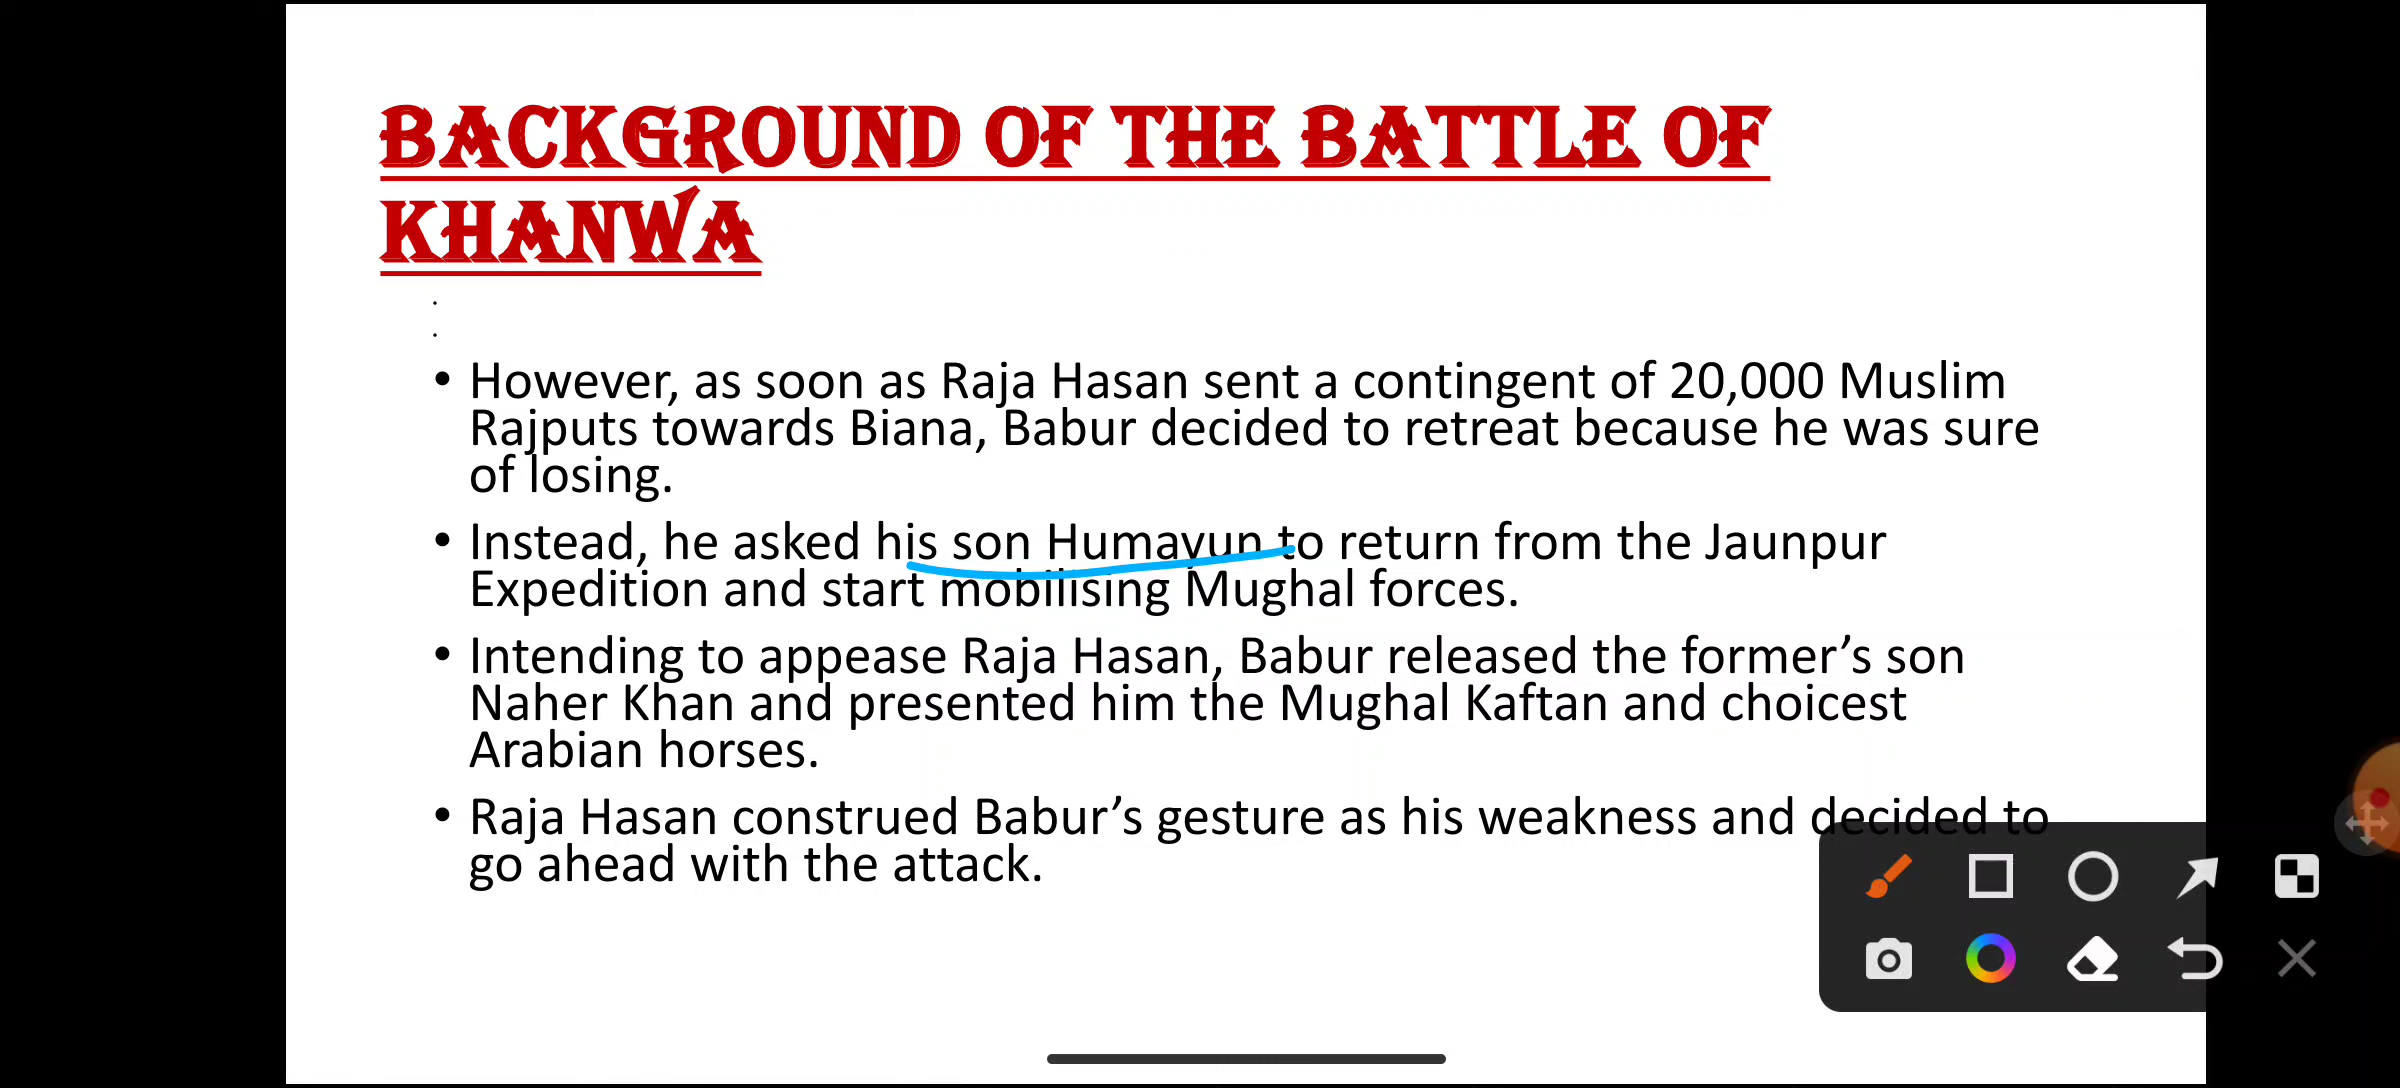 BACKGROUND OF THE BATTLE OF
KHANWA
• However, as soon as Raja Hasan sent a contingent of 20,000 Muslim
Rajputs towards Biana, Babur decided to retreat because he was sure
of losing.
• Instead, he asked his son Humayun to return from the Jaunpur
Expedition and start mobilising Mughal forces.
• Intending to appease Raja Hasan, Babur released the former’s son
Naher Khan and presented him the Mughal Kaftan and choicest
Arabian horses.
• Raja Hasan construed Babur’s gesture as his weakness and decided to
go ahead with the attack.